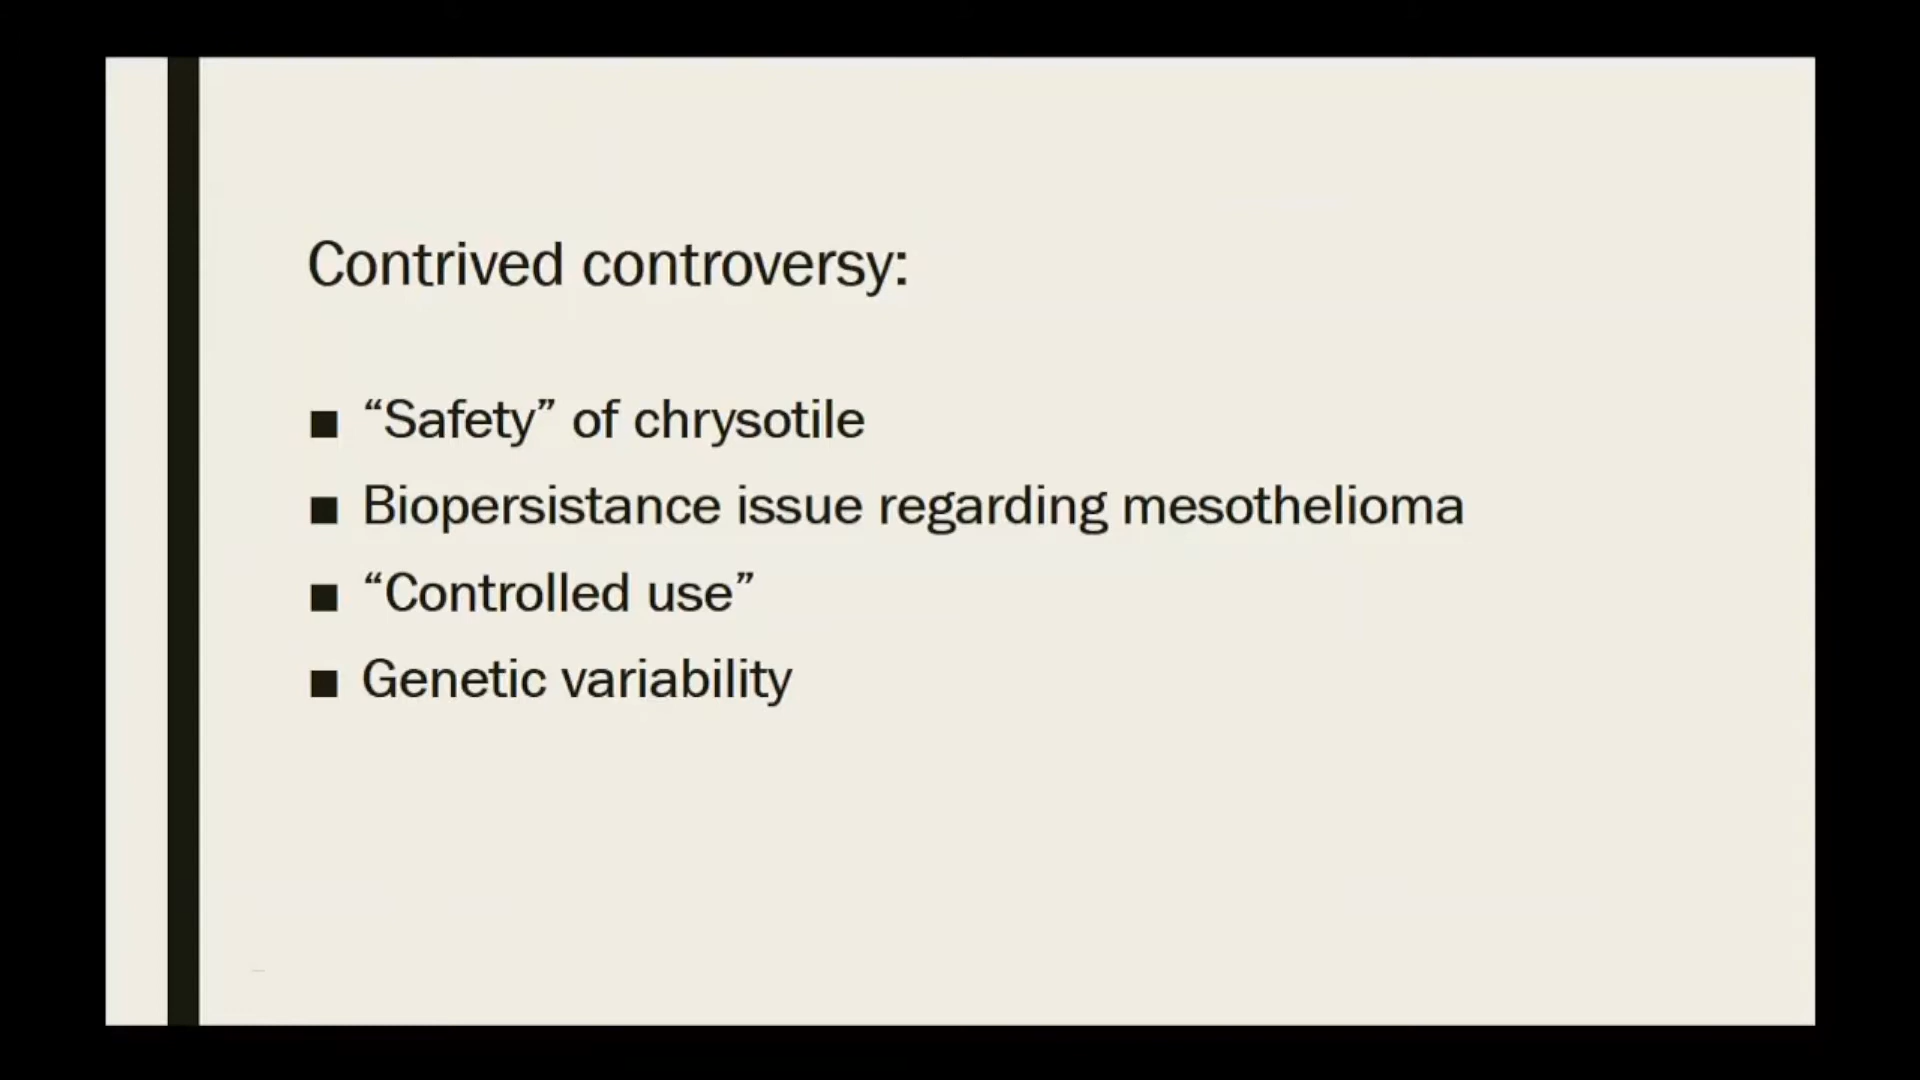 Contrived controversy:
■ “Safety” of chrysotile
■ Biopersistance issue regarding mesothelioma
■ “Controlled use”
■ Genetic variability